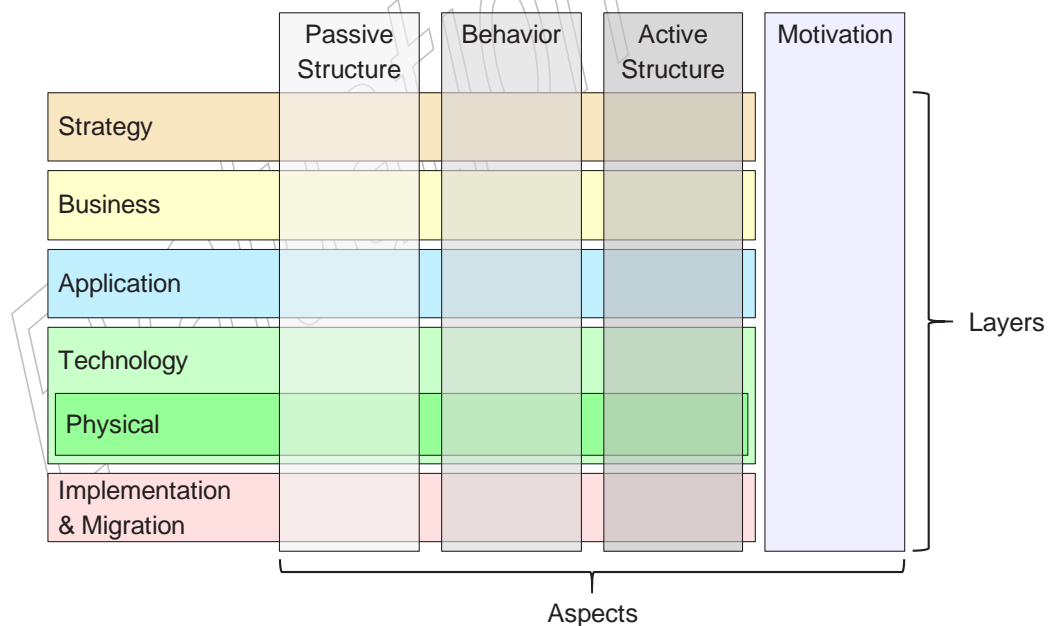 Passive
Structure
Behavior
Active
Structure
Motivation
Strategy
Business
Application
Technology
Physical
Implementation
& Migration
Layers
Aspects